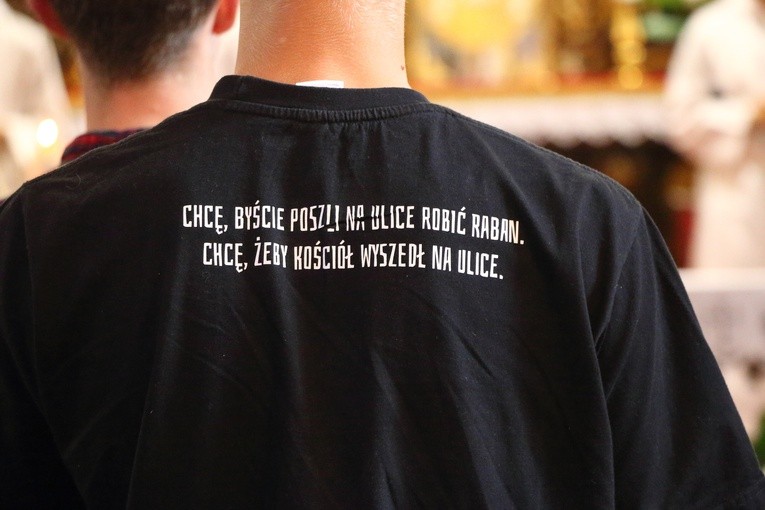 CHCĘ, BYŚCIE POSZLI NA ULICE ROBIĆ RABAN.
CHCĘ, ŻEBY KOŚCIÓŁ WYSZEDŁ NA ULICE.